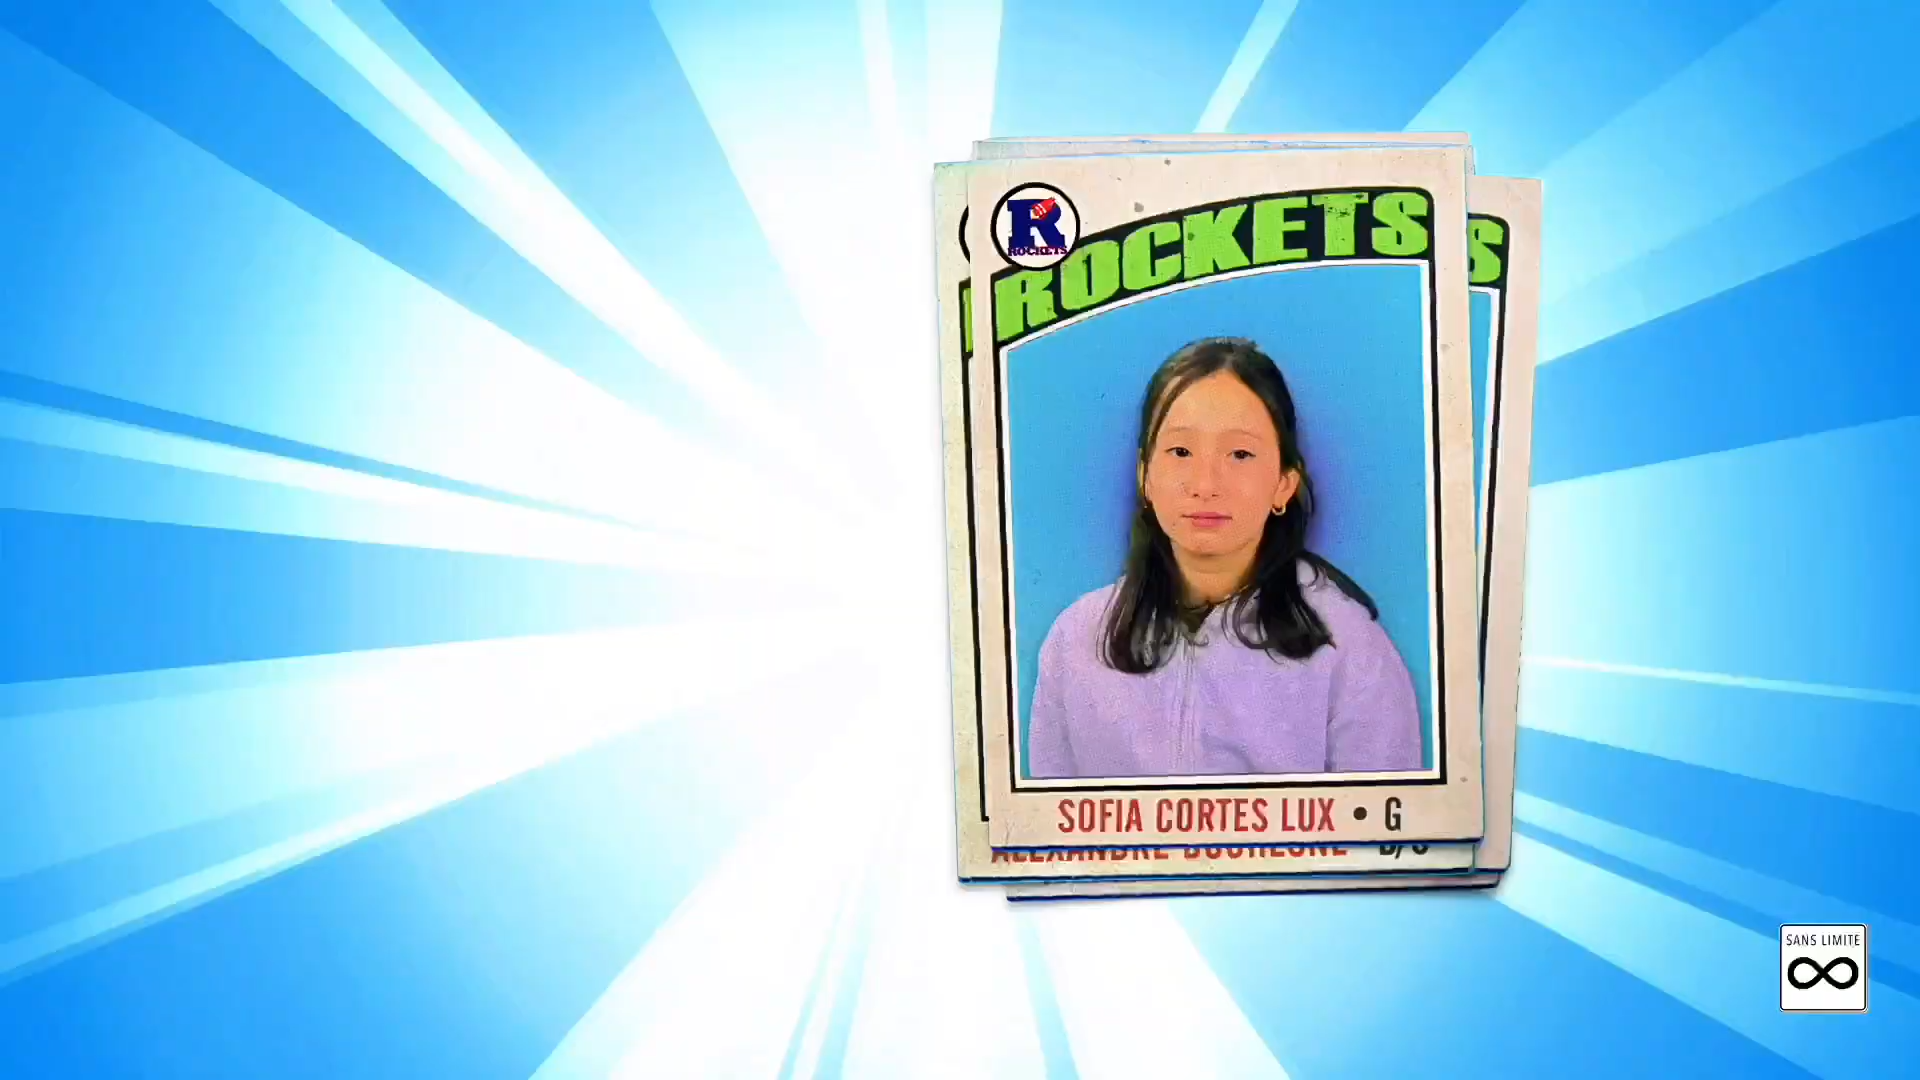 ROCKETS
ROCKETS
S
SOFIA CORTES LUX • G
SANS LIMITE